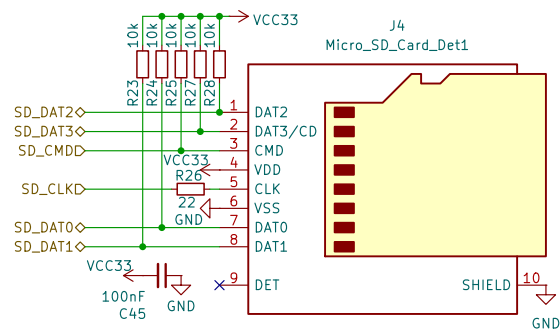 10k
10k
10k
10k
10k
VCC33
R23
R24
R25
R27
R28
J4
Micro_SD_Card_Det1
SD_DAT2
1
DAT2
SD_DAT3
2
DAT3/CD
SD_CMD
3
CMD
VCC33
4
VDD
R26
SD_CLK
5
CLK
22
6
VSS
GND
SD_DAT0
7
DAT0
SD_DAT1
8
DAT1
VCC33
9
DET
SHIELD
10
100nF
GND
C45
GND